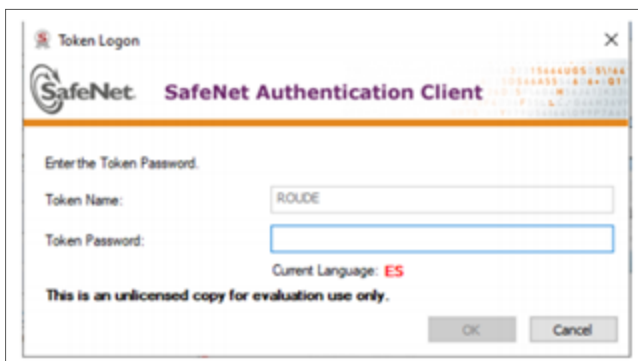 Token Logon
SafeNet. SafeNet Authentication Client
Enter the Token Password.
Token Name: ROUDE
Token Password:
Current Language: ES
This is an unlicensed copy for evaluation use only.
OK Cancel